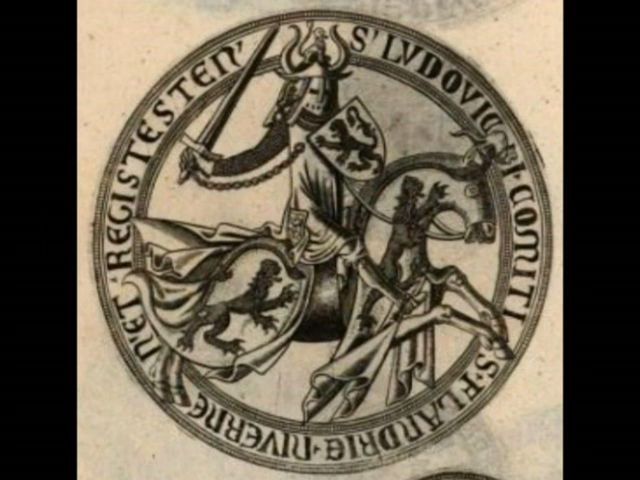 S' LVDOVICI · COMITIS · FLANDRIE · NIVERNEN' ET · REGISTESTEN'